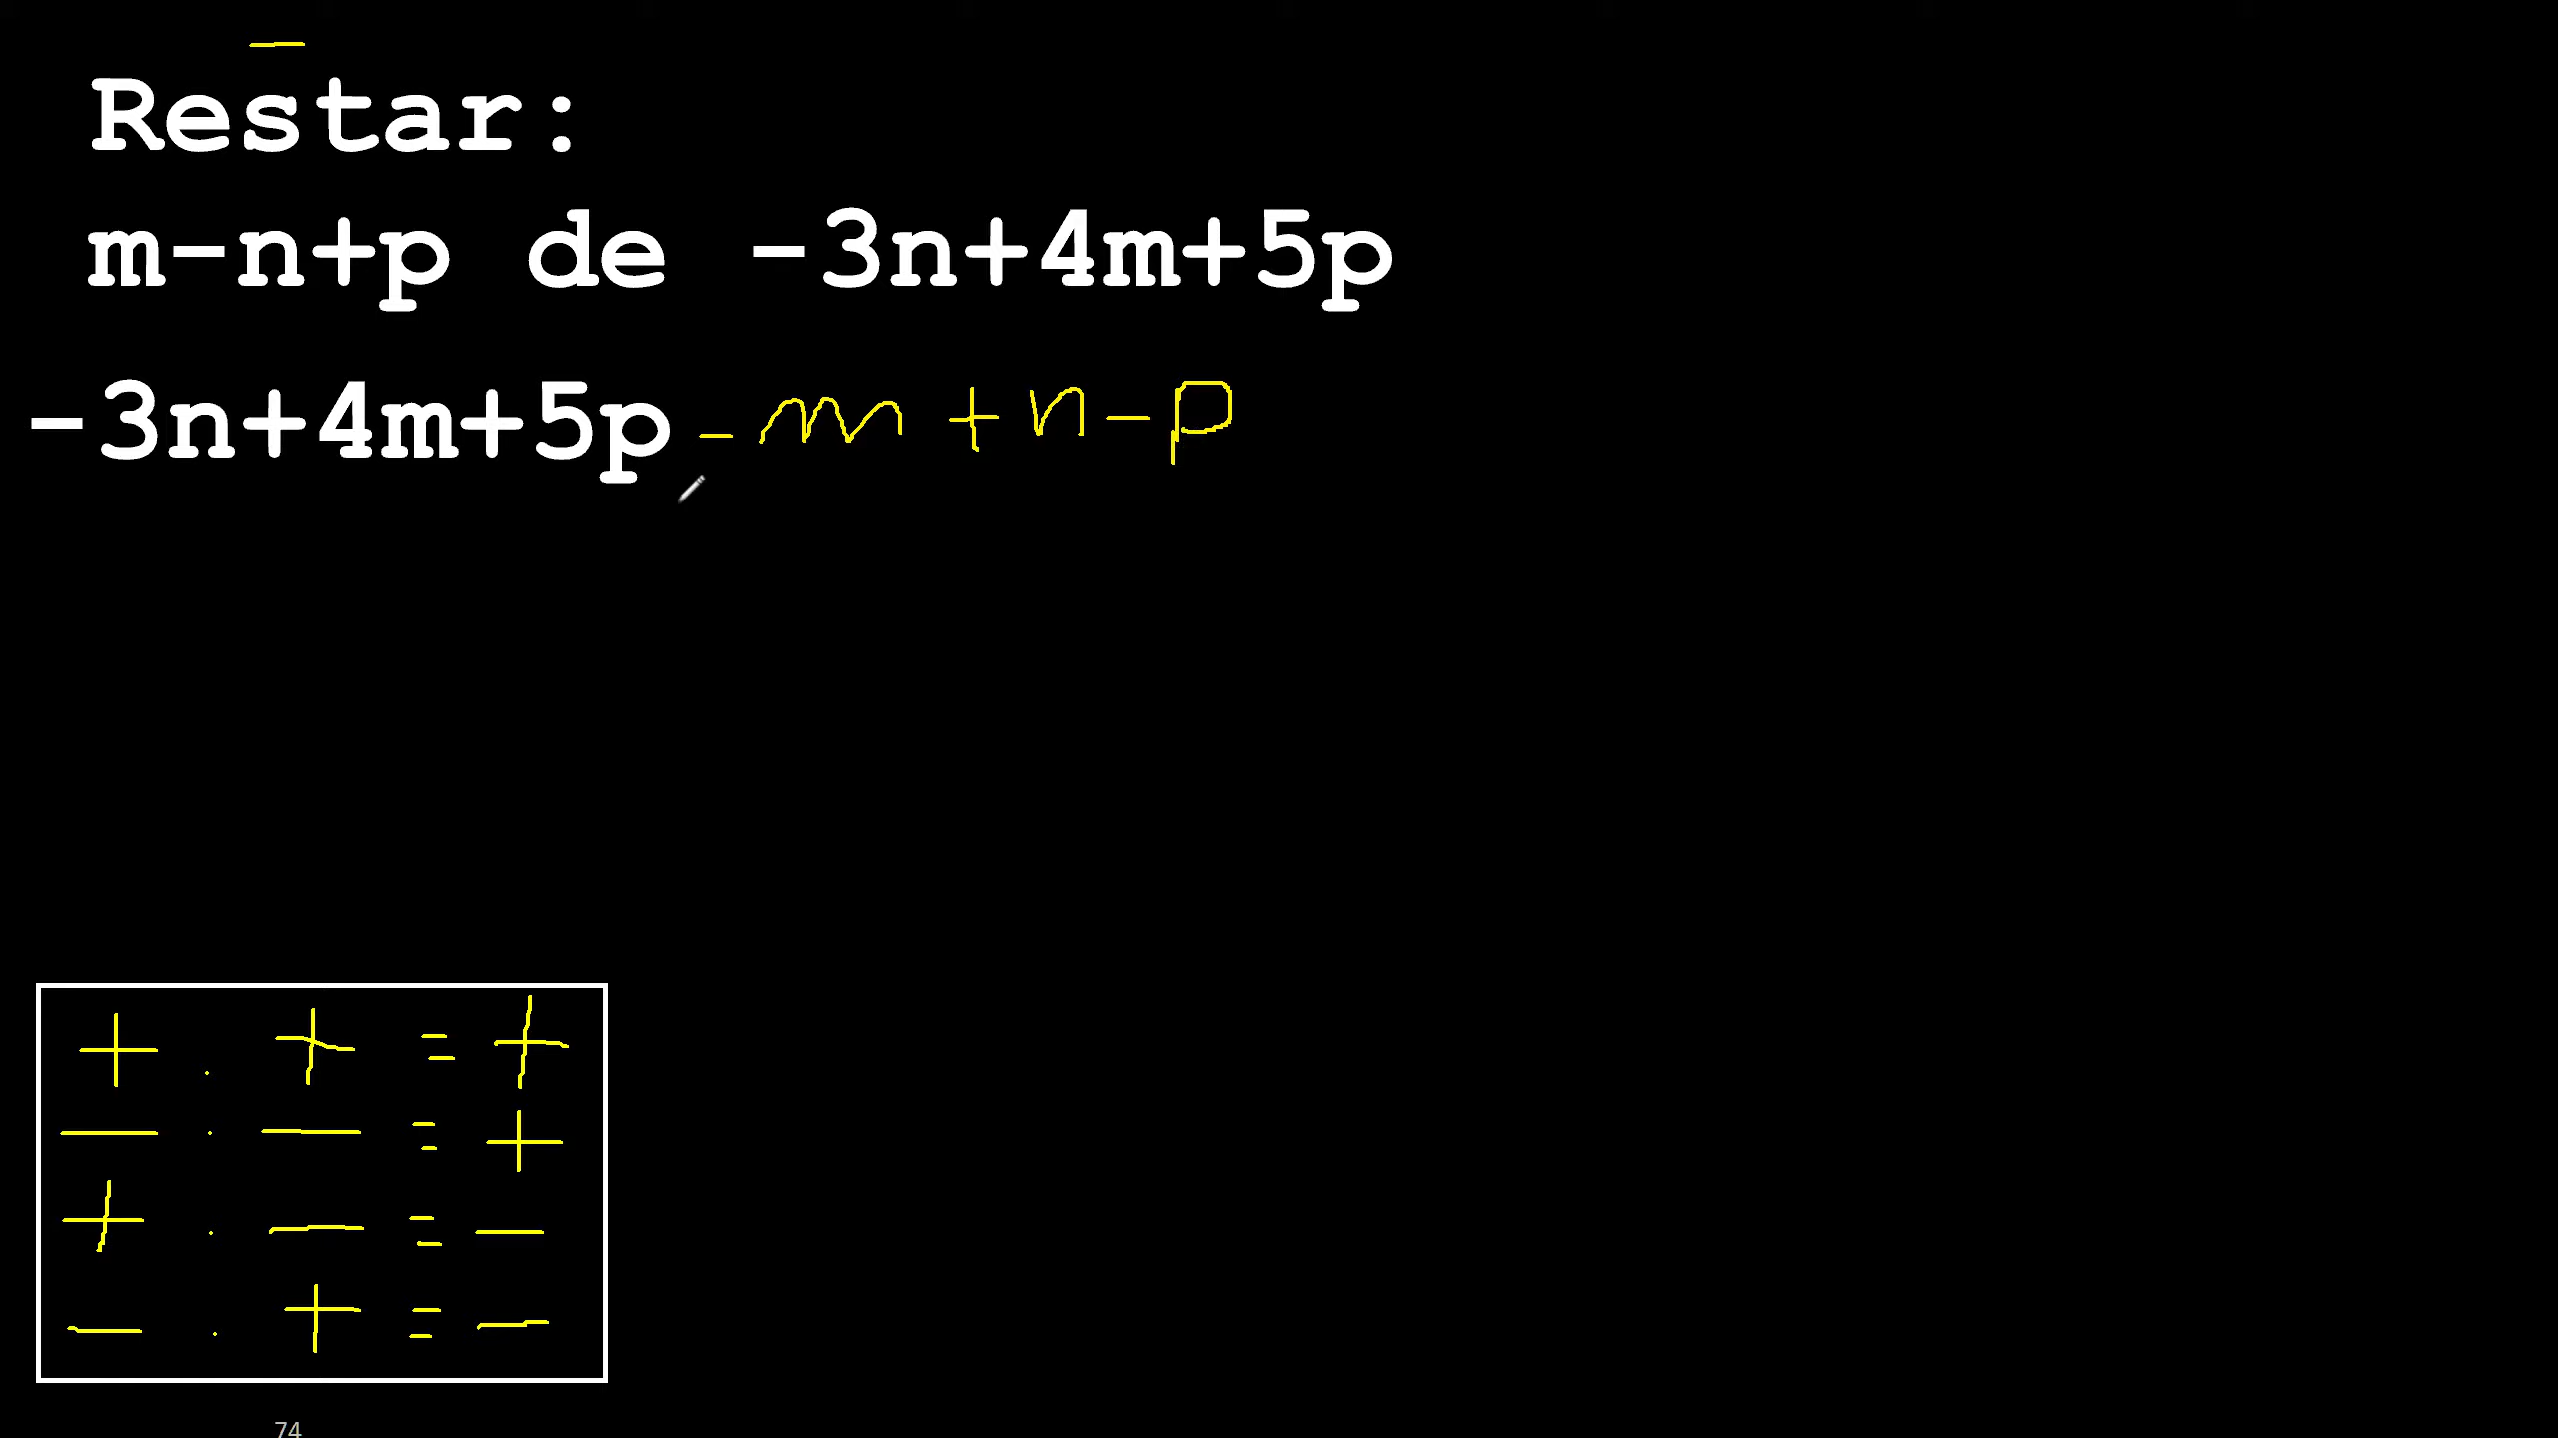 Restar:
m-n+p de -3n+4m+5p
-3n+4m+5p - m + n - p
+ . + = +
- . - = +
+ . - = -
- . + = -
74